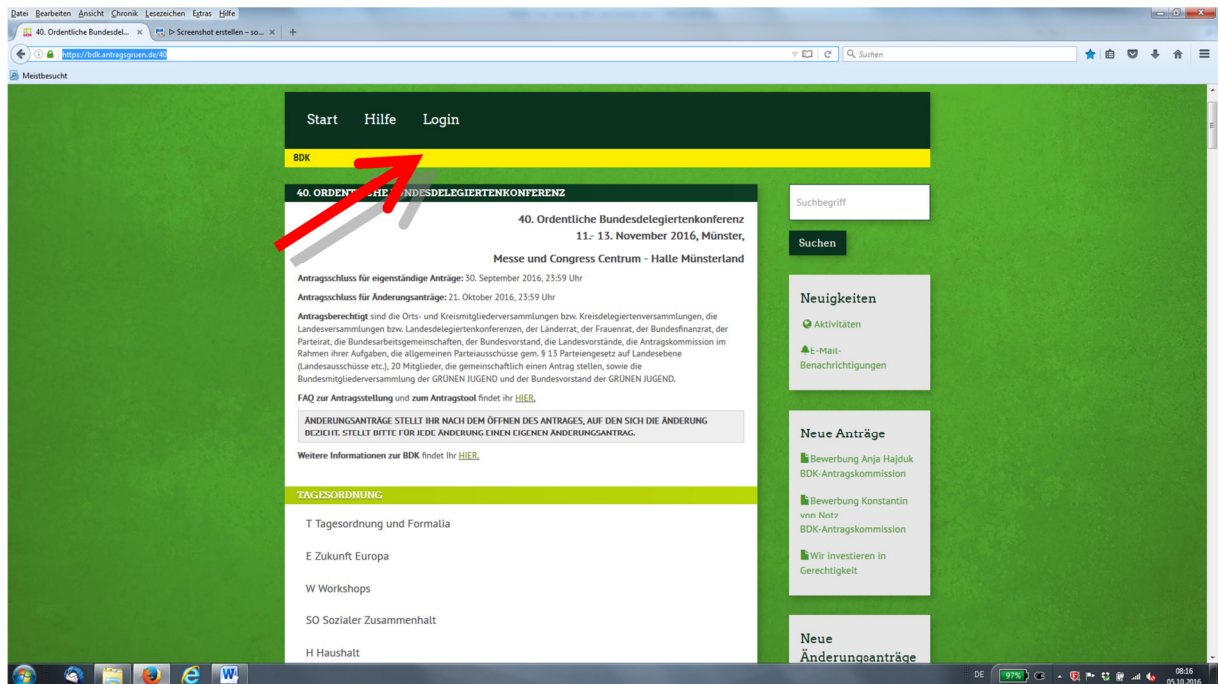 Datei Bearbeiten Ansicht Chronik Lesezeichen Extras Hilfe
40. Ordentliche Bundesdel... × Screenshot erstellen – so... × +
https://bdk.antragsgruen.de/40
Suchen
Meistbesucht
Start Hilfe Login
BDK
40. ORDENTLICHE BUNDESDELEGIERTENKONFERENZ
40. Ordentliche Bundesdelegiertenkonferenz
11.- 13. November 2016, Münster,
Messe und Congress Centrum - Halle Münsterland
Antragsschluss für eigenständige Anträge: 30. September 2016, 23:59 Uhr
Antragsschluss für Änderungsanträge: 21. Oktober 2016, 23:59 Uhr
Antragsberechtigt sind die Orts- und Kreismitgliederversammlungen bzw. Kreisdelegiertenversammlungen, die
Landesversammlungen bzw. Landesdelegiertenkonferenzen, der Länderrat, der Frauenrat, der Bundesfinanzrat, der
Parteirat, die Bundesarbeitsgemeinschaften, der Bundesvorstand, die Landesvorstände, die Antragskommission im
Rahmen ihrer Aufgaben, die allgemeinen Parteiausschüsse gem. § 13 Parteiengesetz auf Landesebene
(Landesausschüsse etc.), 20 Mitglieder, die gemeinschaftlich einen Antrag stellen, sowie die
Bundesmitgliederversammlung der GRÜNEN JUGEND und der Bundesvorstand der GRÜNEN JUGEND.
FAQ zur Antragsstellung und zum Antragstool findet ihr HIER.
ÄNDERUNGSANTRÄGE STELLT IHR NACH DEM ÖFFNEN DES ANTRAGES, AUF DEN SICH DIE ÄNDERUNG
BEZIEHT. STELLT BITTE FÜR JEDE ÄNDERUNG EINEN EIGENEN ÄNDERUNGSANTRAG.
Weitere Informationen zur BDK findet Ihr HIER.
TAGESORDNUNG
T Tagesordnung und Formalia
E Zukunft Europa
W Workshops
SO Sozialer Zusammenhalt
H Haushalt
Suchbegriff
Suchen
Neuigkeiten
Aktivitäten
E-Mail-
Benachrichtigungen
Neue Anträge
Bewerbung Anja Hajduk
BDK-Antragskommission
Bewerbung Konstantin
von Notz
BDK-Antragskommission
Wir investieren in
Gerechtigkeit
Neue
Änderungsanträge
DE 97% 08:16
05.10.2016